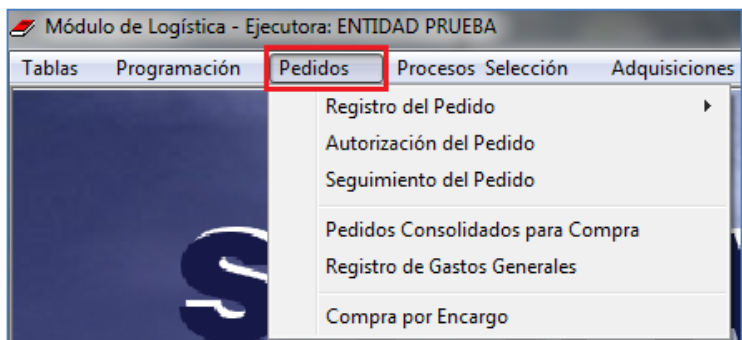 Módulo de Logística - Ejecutora: ENTIDAD PRUEBA
Tablas Programación Pedidos Procesos Selección Adquisiciones
Registro del Pedido
Autorización del Pedido
Seguimiento del Pedido
Pedidos Consolidados para Compra
Registro de Gastos Generales
Compra por Encargo
S